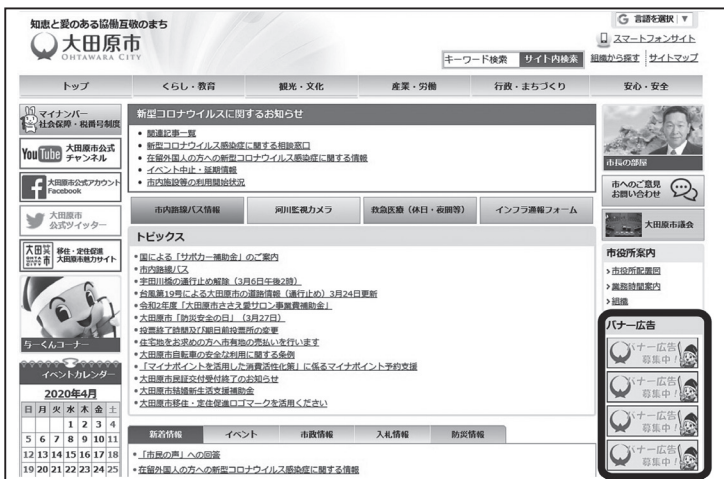 知恵と愛のある協働互敬のまち
大田原市
OHTAWARA CITY
言語を選択 ▼
スマートフォンサイト
キーワード検索 サイト内検索
組織から探す サイトマップ
トップ くらし・教育 観光・文化 産業・労働 行政・まちづくり 安心・安全
マイナンバー
社会保障・税番号制度
You Tube 大田原市公式
チャンネル
大田原市公式アカウント
Facebook
大田原市
公式ツイッター
大田原市 移住・定住促進
大田原市魅力サイト
与一くんコーナー
イベントカレンダー
2020年4月
日 月 火 水 木 金 土
1 2 3 4
5 6 7 8 9 10 11
12 13 14 15 16 17 18
19 20 21 22 23 24 25
新型コロナウイルスに関するお知らせ
• 関連記事一覧
• 新型コロナウイルス感染症に関する相談窓口
• 在留外国人の方への新型コロナウイルス感染症に関する情報
• イベント中止・延期情報
• 市内施設等の利用開始状況
市内路線バス情報 河川監視カメラ 救急医療（休日・夜間等） インフラ通報フォーム
トピックス
国による「サポカー補助金」のご案内
市内路線バス
宇田川橋の通行止め解除（3月6日午後2時）
台風第19号による大田原市の道路情報（通行止め）3月24日更新
令和2年度「大田原市ささえ愛サロン事業費補助金」
大田原市「防災安全の日」（3月27日）
投票終了時間及び期日前投票所の変更
住宅地をお求めの方へ市有地の売払いを行います
大田原市自転車の安全な利用に関する条例
「マイナポイントを活用した消費活性化策」に係るマイナポイント予約支援
大田原市民証交付受付終了のお知らせ
大田原市結婚新生活支援補助金
大田原市移住・定住促進ロゴマークを活用ください
新着情報 イベント 市政情報 入札情報 防災情報
「市民の声」への回答
在留外国人の方への新型コロナウイルス感染症に関する情報
市長の部屋
市へのご意見
お問い合わせ
大田原市議会
市役所案内
> 市役所配置図
> 業務時間案内
> 組織
バナー広告
バナー広告
募集中！
バナー広告
募集中！
バナー広告
募集中！
バナー広告
募集中！